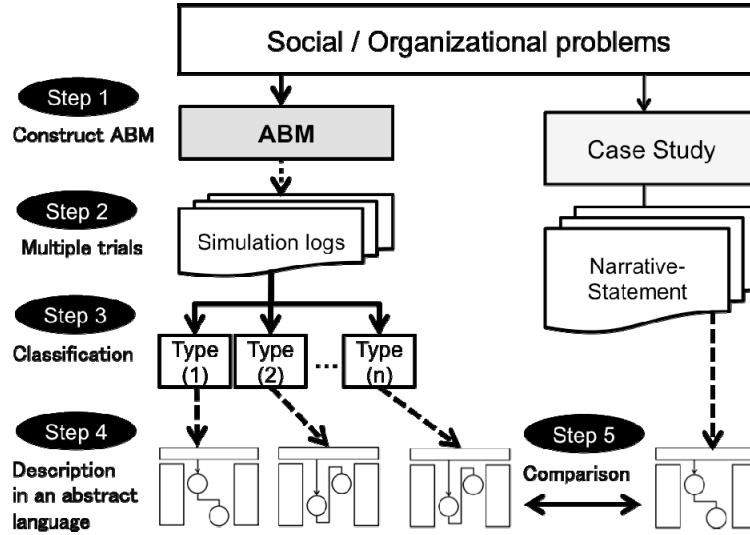 Social / Organizational problems
Step 1
Construct ABM
ABM
Case Study
Step 2
Multiple trials
Simulation logs
Narrative-
Statement
Step 3
Classification
Type
(1)
Type
(2)
...
Type
(n)
Step 4
Description
in an abstract
language
Step 5
Comparison